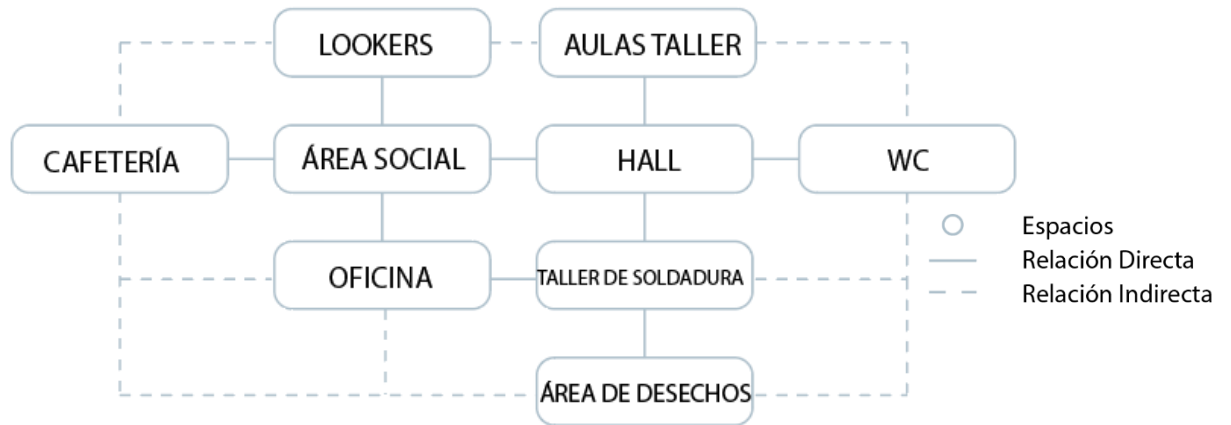 LOOKERS
AULAS TALLER
CAFETERÍA
ÁREA SOCIAL
HALL
WC
OFICINA
TALLER DE SOLDADURA
ÁREA DE DESECHOS
Espacios
Relación Directa
Relación Indirecta